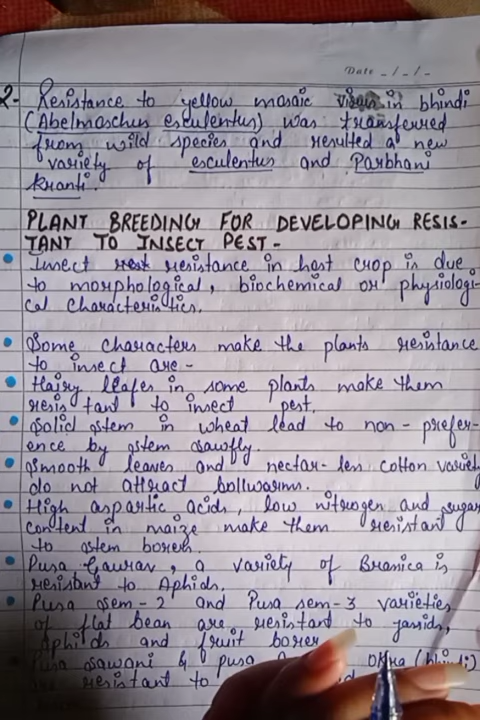 Date _/_/_
2- Resistance to yellow mosaic virus in bhindi
(Abelmoschus esculentus) was transferred
from wild species and resulted a new
variety of esculentus and Parbhani
kranti.
PLANT BREEDING FOR DEVELOPING RESIS-
TANT TO INSECT PEST-
Insect resistance in host crop is due
to morphological, biochemical or physiologi-
cal characteristics.
Some characters make the plants resistance
to insect are-
Hairy leafes in some plants make them
resis tant to insect pest.
Solid stem in wheat lead to non-prefer-
ence by stem sawfly.
Smooth leaves and nectar-less cotton variet
do not attract bollwarms.
High aspartic acids, low nitrogen and sugar
content in maize make them resistant
to stem borers.
Pusa Gaurav, a variety of Brassica is
resistant to Aphids.
Pusa sem-2 and Pusa sem-3 varieties
of flat bean are resistant to jassids,
Aphids and fruit borer
Pusa sawani & pusa okra (bhindi)
are resistant to